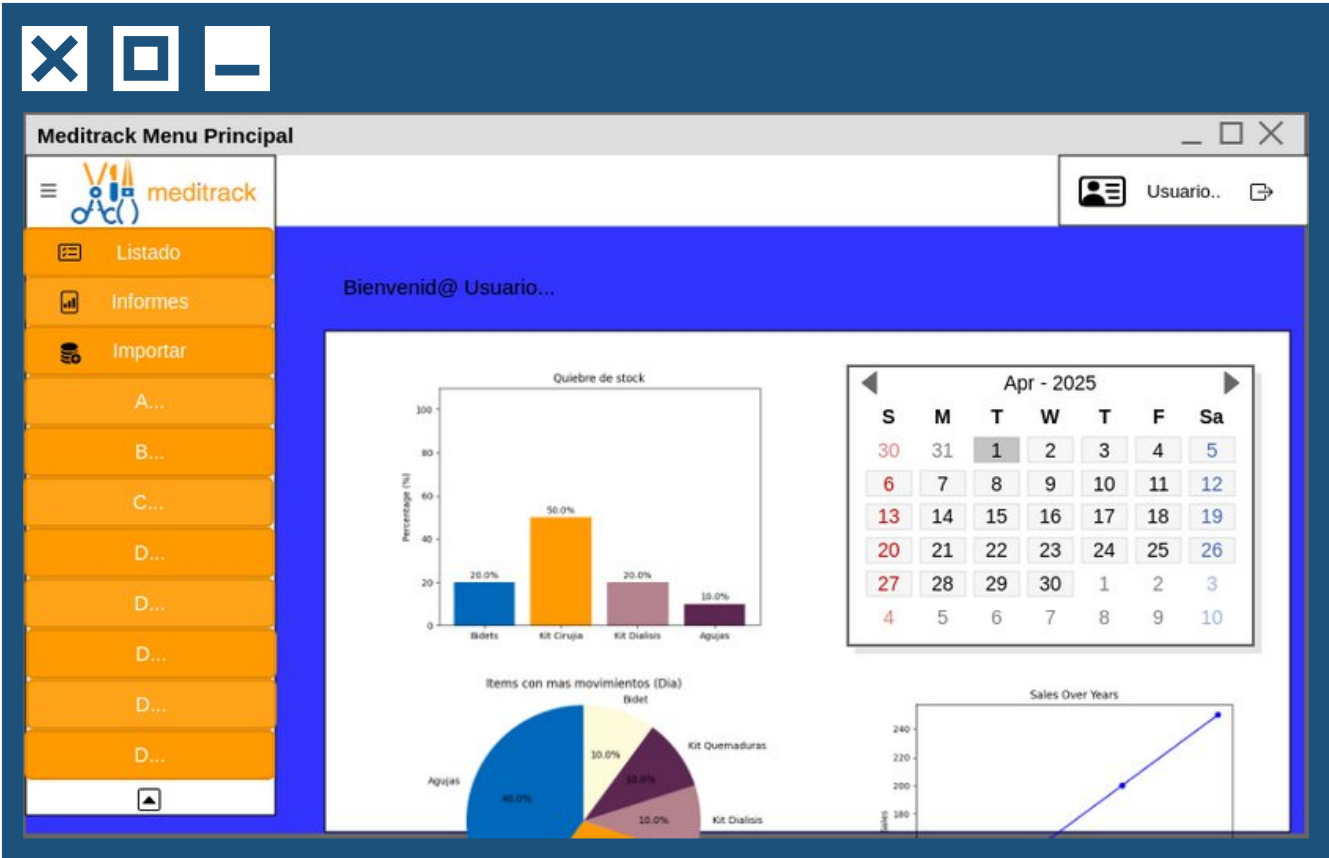 Meditrack Menu Principal
meditrack
Usuario..
Listado
Informes
Importar
A...
B...
C...
D...
D...
D...
D...
D...
Bienvenid@ Usuario...
Quiebre de stock
Percentage (%)
100
80
60
40
20
0
20.0%
50.0%
20.0%
10.0%
Bidets
Kit Cirujia
Kit Dialisis
Agujas
Apr - 2025
S M T W T F Sa
30 31 1 2 3 4 5
6 7 8 9 10 11 12
13 14 15 16 17 18 19
20 21 22 23 24 25 26
27 28 29 30 1 2 3
4 5 6 7 8 9 10
Items con mas movimientos (Dia)
Bidet
Kit Quemaduras
Agujas
Kit Dialisis
10.0%
10.0%
40.0%
10.0%
Sales Over Years
Sales
240
220
200
180